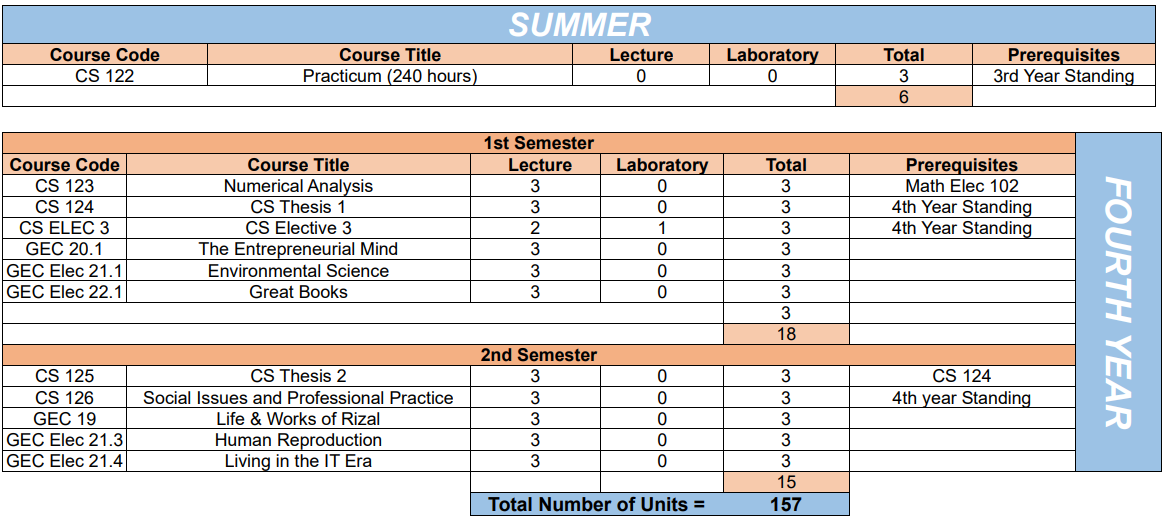 SUMMER
Course Code Course Title Lecture Laboratory Total Prerequisites
CS 122 Practicum (240 hours) 0 0 3 3rd Year Standing
6
1st Semester
Course Code Course Title Lecture Laboratory Total Prerequisites
CS 123 Numerical Analysis 3 0 3 Math Elec 102
CS 124 CS Thesis 1 3 0 3 4th Year Standing
CS ELEC 3 CS Elective 3 2 1 3 4th Year Standing
GEC 20.1 The Entrepreneurial Mind 3 0 3
GEC Elec 21.1 Environmental Science 3 0 3
GEC Elec 22.1 Great Books 3 0 3
3
18
2nd Semester
CS 125 CS Thesis 2 3 0 3 CS 124
CS 126 Social Issues and Professional Practice 3 0 3 4th year Standing
GEC 19 Life & Works of Rizal 3 0 3
GEC Elec 21.3 Human Reproduction 3 0 3
GEC Elec 21.4 Living in the IT Era 3 0 3
15
Total Number of Units = 157
FOURTH YEAR